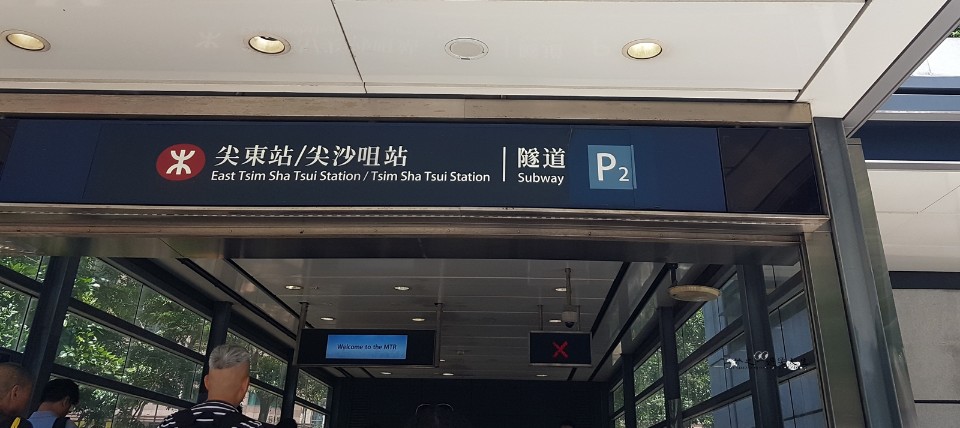 尖東站/尖沙咀站
East Tsim Sha Tsui Station / Tsim Sha Tsui Station
隧道
Subway
P2
Welcome to the MTR